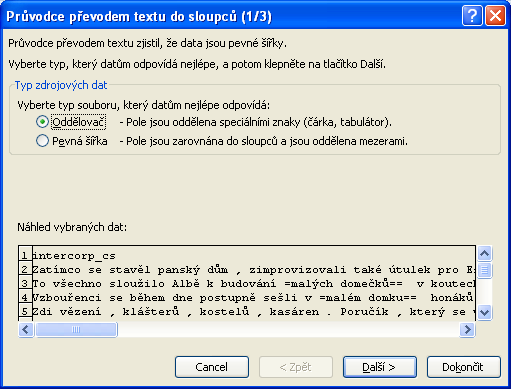 Průvodce převodem textu do sloupců (1/3)
Průvodce převodem textu zjistil, že data jsou pevné šířky.
Vyberte typ, který datům odpovídá nejlépe, a potom klepněte na tlačítko Další.
Typ zdrojových dat
Vyberte typ souboru, který datům nejlépe odpovídá:
Oddělovač - Pole jsou oddělena speciálními znaky (čárka, tabulátor).
Pevná šířka - Pole jsou zarovnána do sloupců a jsou oddělena mezerami.
Náhled vybraných dat:
1 intercorp_cs
2 Zatímco se stavěl panský dům , zimprovizovali také útulek pro
3 To všechno sloužilo Albě k budování =malých domečků== v koutech
4 Vzbouřenci se během dne postupně sešli v =malém domku== honáků
5 Zdi vězení , klášterů , kostelů , kasáren . Poručík , který se
Cancel < Zpět Další > Dokončit